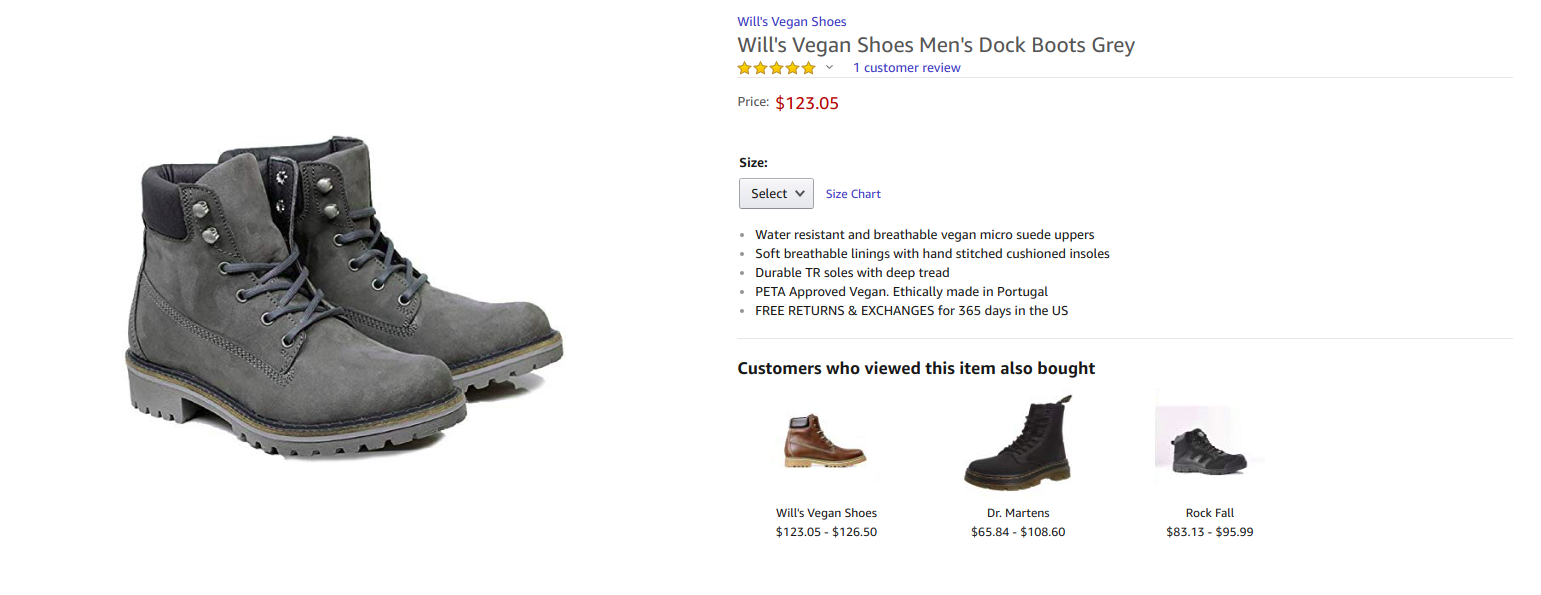 Will's Vegan Shoes
Will's Vegan Shoes Men's Dock Boots Grey
1 customer review
Price: $123.05
Size:
Select
Size Chart
Water resistant and breathable vegan micro suede uppers
Soft breathable linings with hand stitched cushioned insoles
Durable TR soles with deep tread
PETA Approved Vegan. Ethically made in Portugal
FREE RETURNS & EXCHANGES for 365 days in the US
Customers who viewed this item also bought
Will's Vegan Shoes
$123.05 - $126.50
Dr. Martens
$65.84 - $108.60
Rock Fall
$83.13 - $95.99